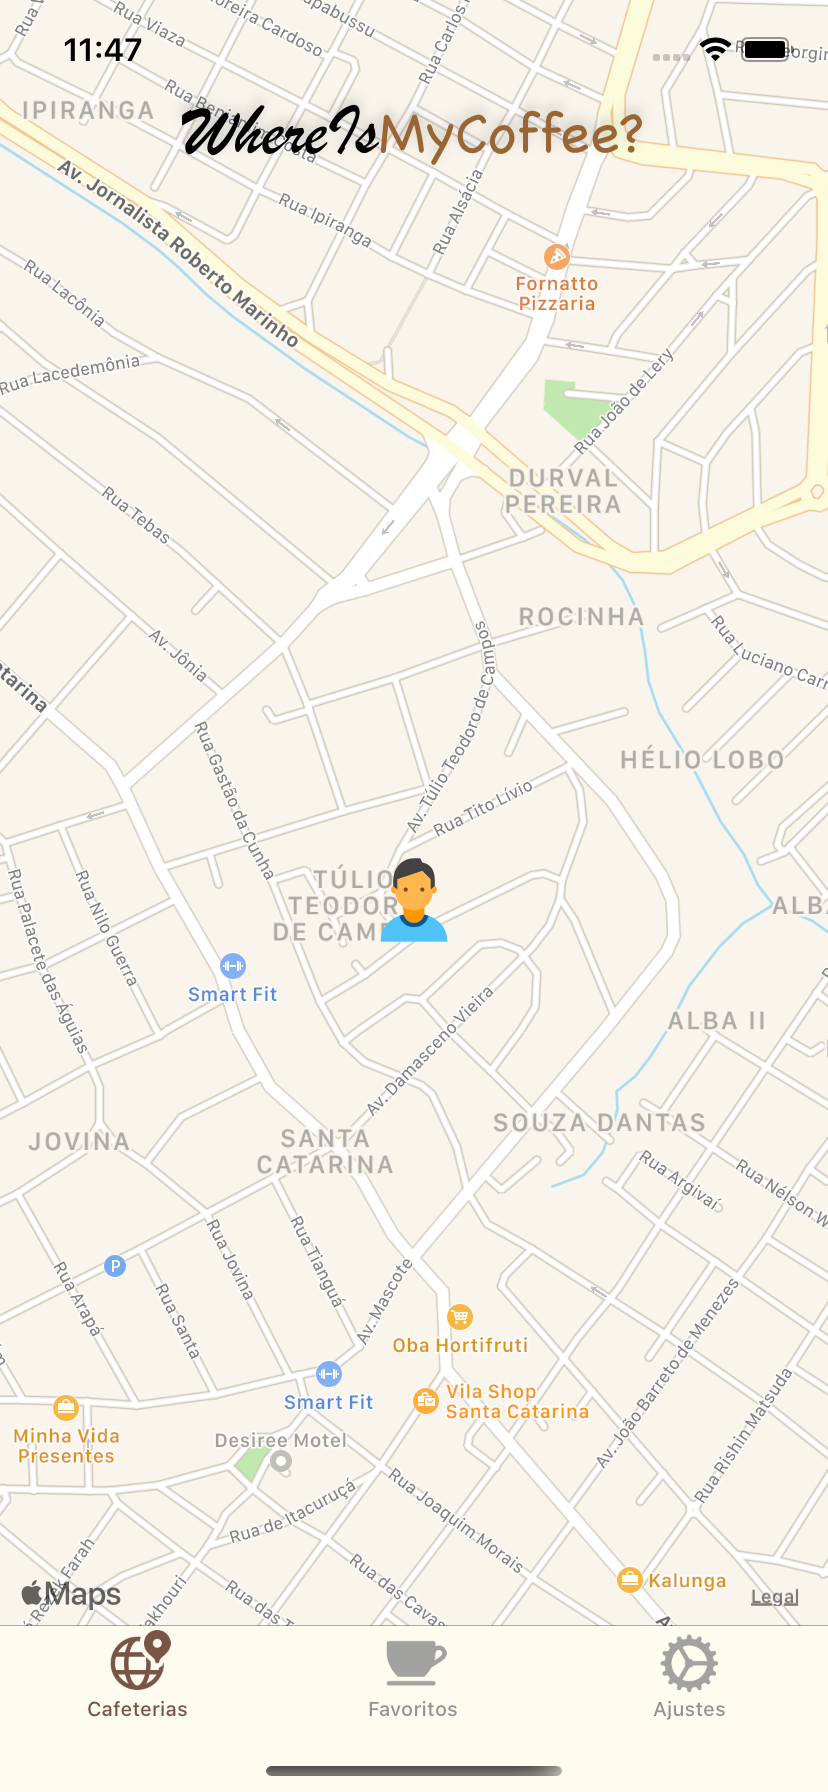 11:47
WhereIsMyCoffee?
Rua Viaza
Rua Carlos
IPIRANGA
Rua Ipiranga
Rua Alsácia
Av. Jornalista Roberto Marinho
Fornatto
Pizzaria
Rua Lacônia
Rua Lacedemônia
Rua João de Lery
DURVAL
PEREIRA
Rua Tebas
ROCINHA
Av. Jônia
Av. Túlio Teodoro de Campos
Rua Luciano
HÉLIO LOBO
Rua Gastão da Cunha
Rua Tito Lívio
TÚLIO
TEODOR
DE CAM
Rua Palacete das Águias
Rua Nilo Guerra
Smart Fit
Av. Damasceno Vieira
ALBA II
SOUZA DANTAS
JOVINA
SANTA
CATARINA
Rua Argivaí
Rua Nélson
Rua Arapá
Rua Jovina
Rua Tianguá
Rua Santa
P
Av. Mascote
Oba Hortifruti
Av. João Barreto de Menezes
Rua Rishin Matsuda
Smart Fit
Vila Shop
Santa Catarina
Minha Vida
Presentes
Desiree Motel
Rua de Itacuruçá
Rua Joaquim Morais
Rua das
Rua das
Kalunga
Maps
Legal
Cafeterias
Favoritos
Ajustes